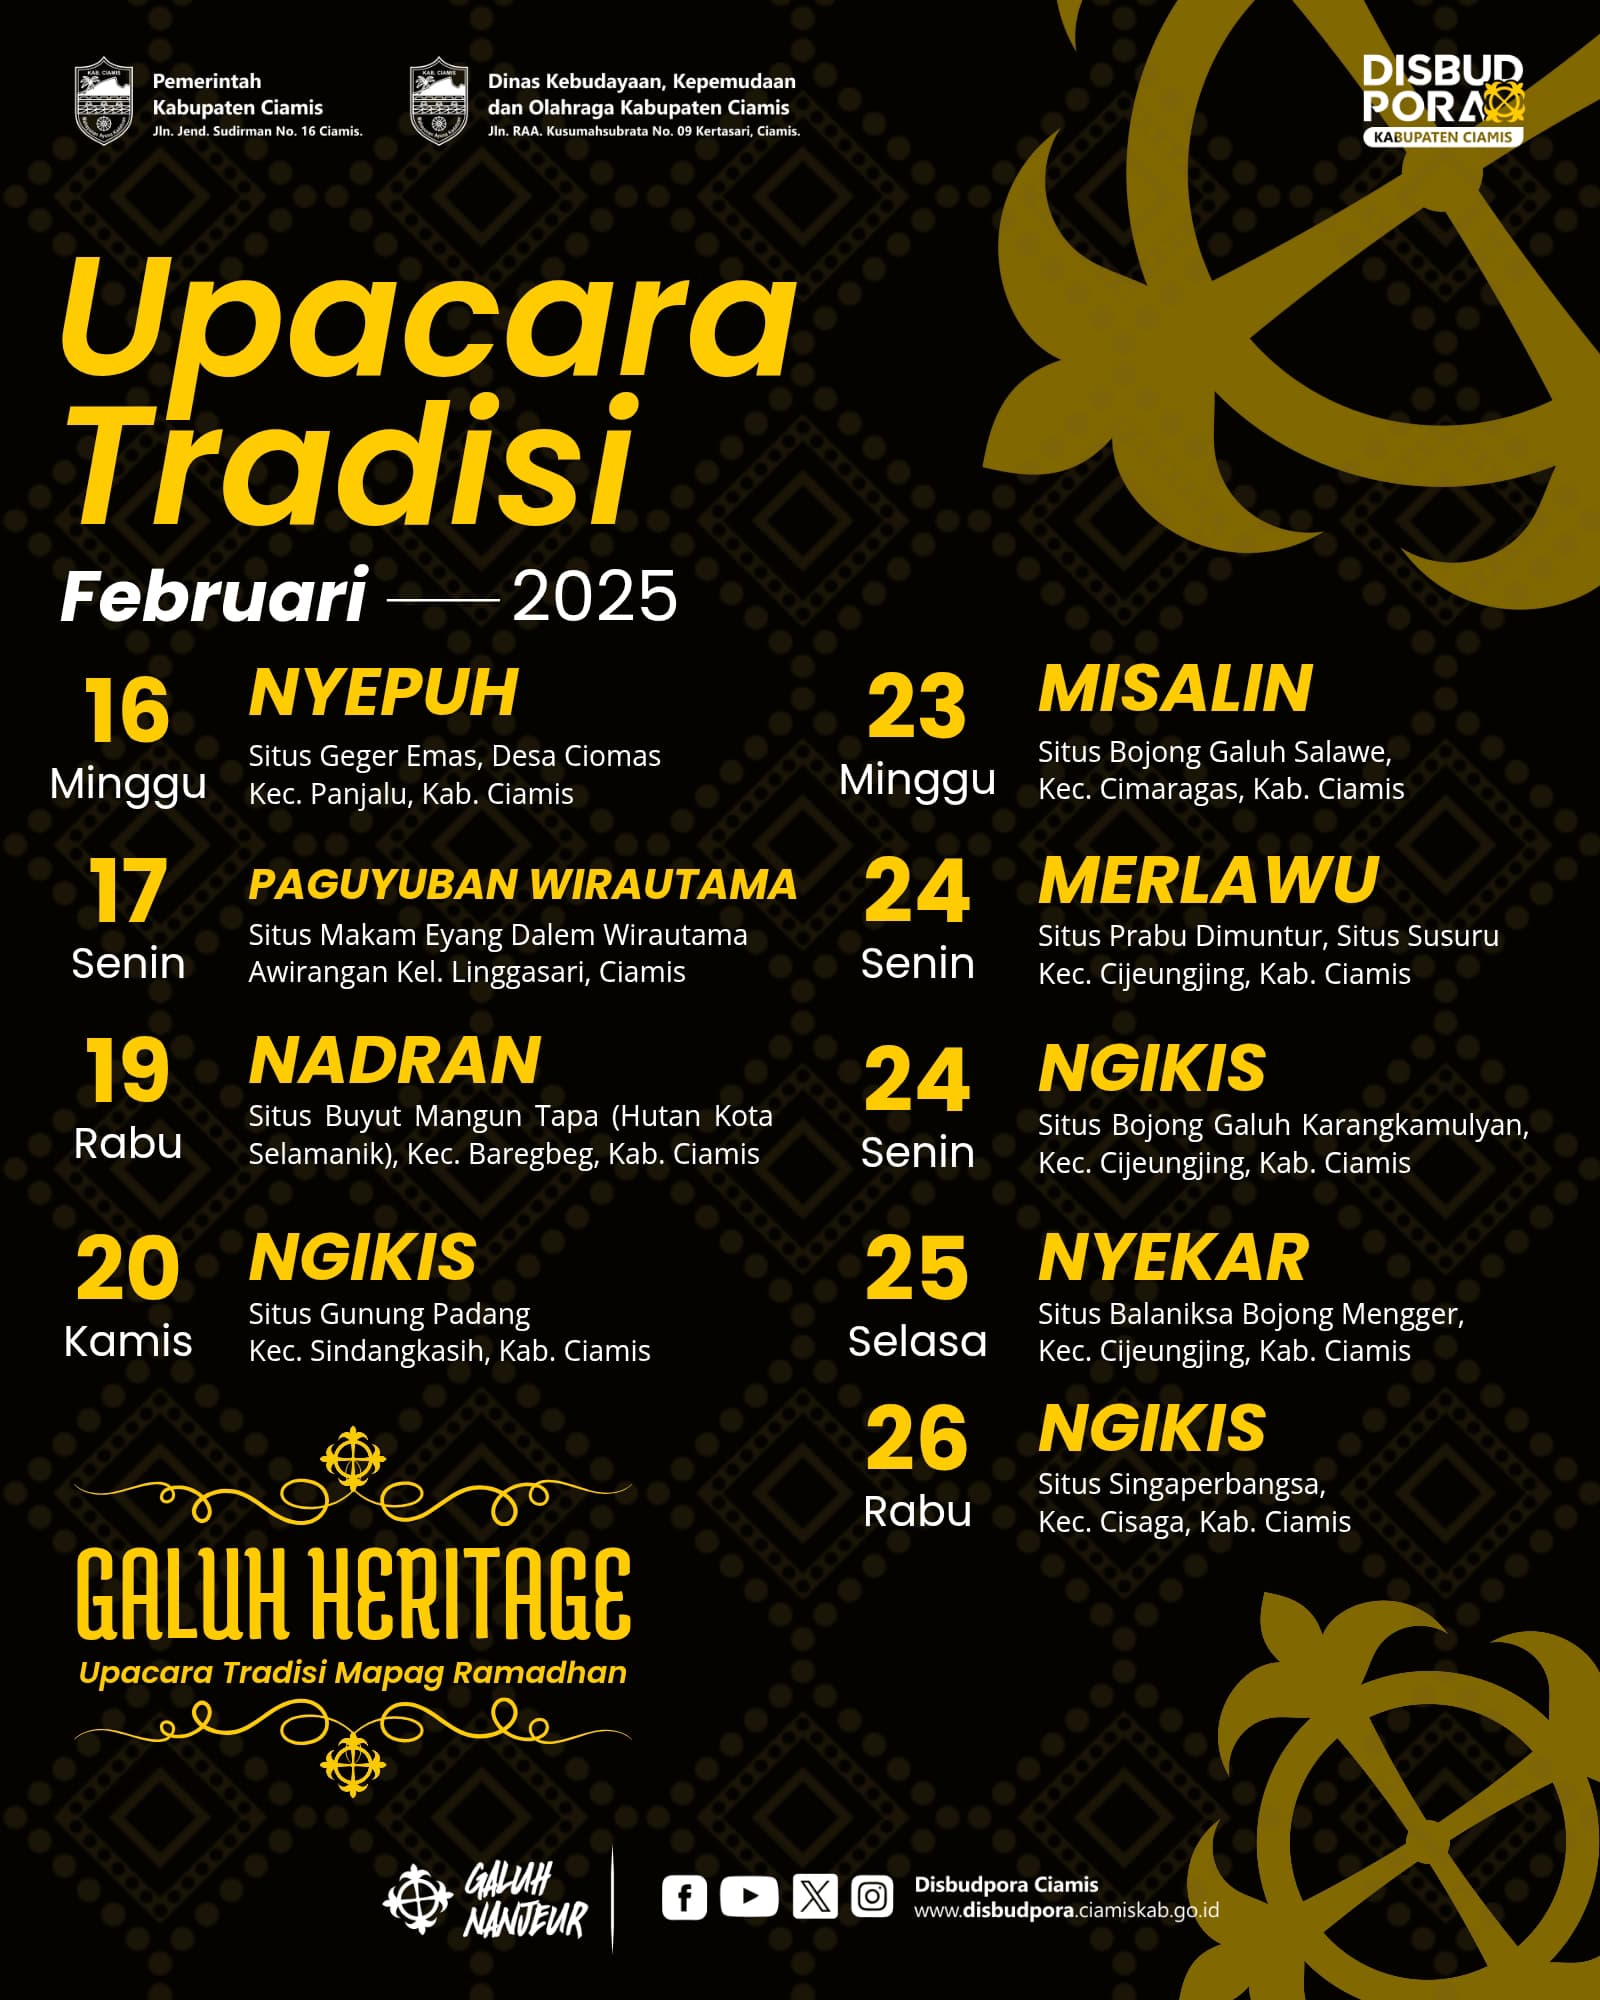 KAB. CIAMIS
Pemerintah
Kabupaten Ciamis
Jln. Jend. Sudirman No. 16 Ciamis.
KAB. CIAMIS
Dinas Kebudayaan, Kepemudaan
dan Olahraga Kabupaten Ciamis
Jln. RAA. Kusumahsubrata No. 09 Kertasari, Ciamis.
DISBUD
PORA
KABUPATEN CIAMIS
Upacara
Tradisi
Februari — 2025
16
Minggu
NYEPUH
Situs Geger Emas, Desa Ciomas
Kec. Panjalu, Kab. Ciamis
17
Senin
PAGUYUBAN WIRAUTAMA
Situs Makam Eyang Dalem Wirautama
Awirangan Kel. Linggasari, Ciamis
19
Rabu
NADRAN
Situs Buyut Mangun Tapa (Hutan Kota
Selamanik), Kec. Baregbeg, Kab. Ciamis
20
Kamis
NGIKIS
Situs Gunung Padang
Kec. Sindangkasih, Kab. Ciamis
23
Minggu
MISALIN
Situs Bojong Galuh Salawe,
Kec. Cimaragas, Kab. Ciamis
24
Senin
MERLAWU
Situs Prabu Dimuntur, Situs Susuru
Kec. Cijeungjing, Kab. Ciamis
24
Senin
NGIKIS
Situs Bojong Galuh Karangkamulyan,
Kec. Cijeungjing, Kab. Ciamis
25
Selasa
NYEKAR
Situs Balaniksa Bojong Mengger,
Kec. Cijeungjing, Kab. Ciamis
26
Rabu
NGIKIS
Situs Singaperbangsa,
Kec. Cisaga, Kab. Ciamis
GALUH HERITAGE
Upacara Tradisi Mapag Ramadhan
GALUH
NANJEUR
Disbudpora Ciamis
www.disbudpora.ciamiskab.go.id